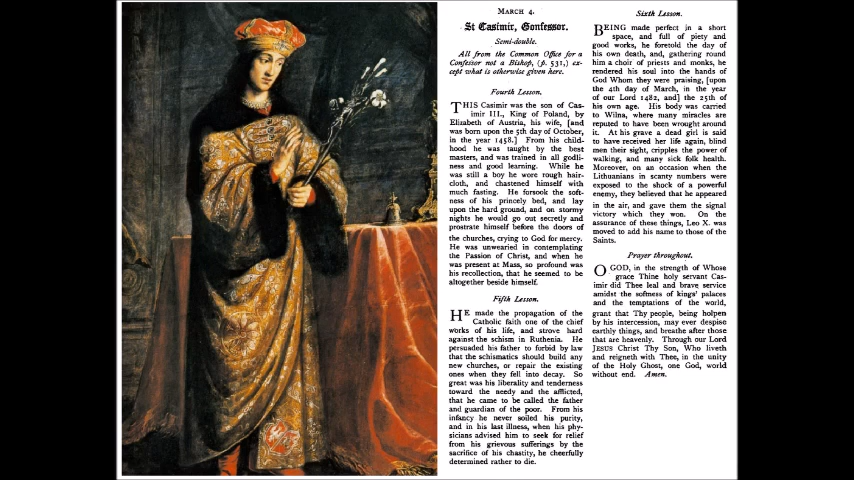 March 4.
St Casimir, Confessor.
Semi-double.
All from the Common Office for a
Confessor not a Bishop, (p. 531,) ex-
cept what is otherwise given here.
Fourth Lesson.
THIS Casimir was the son of Cas-
imir III., King of Poland, by
Elizabeth of Austria, his wife, [and
was born upon the 5th day of October,
in the year 1458.] From his child-
hood he was taught by the best
masters, and was trained in all godli-
ness and good learning. While he
was still a boy he wore rough hair-
cloth, and chastened himself with
much fasting. He forsook the soft-
ness of his princely bed, and lay
upon the hard ground, and on stormy
nights he would go out secretly and
prostrate himself before the doors of
the churches, crying to God for mercy.
He was unwearied in contemplating
the Passion of Christ, and when he
was present at Mass, so profound was
his recollection, that he seemed to be
altogether beside himself.
Fifth Lesson.
HE made the propagation of the
Catholic faith one of the chief
works of his life, and strove hard
against the schism in Ruthenia. He
persuaded his father to forbid by law
that the schismatics should build any
new churches, or repair the existing
ones when they fell into decay. So
great was his liberality and tenderness
toward the needy and the afflicted,
that he came to be called the father
and guardian of the poor. From his
infancy he never soiled his purity,
and in his last illness, when his phy-
sicians advised him to seek for relief
from his grievous sufferings by the
sacrifice of his chastity, he cheerfully
determined rather to die.
Sixth Lesson.
BEING made perfect in a short
space, and full of piety and
good works, he foretold the day of
his own death, and, gathering round
him a choir of priests and monks, he
rendered his soul into the hands of
God Whom they were praising, [upon
the 4th day of March, in the year
of our Lord 1482, and] the 25th of
his own age. His body was carried
to Wilna, where many miracles are
reputed to have been wrought around
it. At his grave a dead girl is said
to have received her life again, blind
men their sight, cripples the power of
walking, and many sick folk health.
Moreover, on an occasion when the
Lithuanians in scanty numbers were
exposed to the shock of a powerful
enemy, they believed that he appeared
in the air, and gave them the signal
victory which they won. On the
assurance of these things, Leo X. was
moved to add his name to those of the
Saints.
Prayer throughout.
O GOD, in the strength of Whose
grace Thine holy servant Cas-
imir did Thee leal and brave service
amidst the softness of kings' palaces
and the temptations of the world,
grant that Thy people, being holpen
by his intercession, may ever despise
earthly things, and breathe after those
that are heavenly. Through our Lord
JESUS Christ Thy Son, Who liveth
and reigneth with Thee, in the unity
of the Holy Ghost, one God, world
without end. Amen.